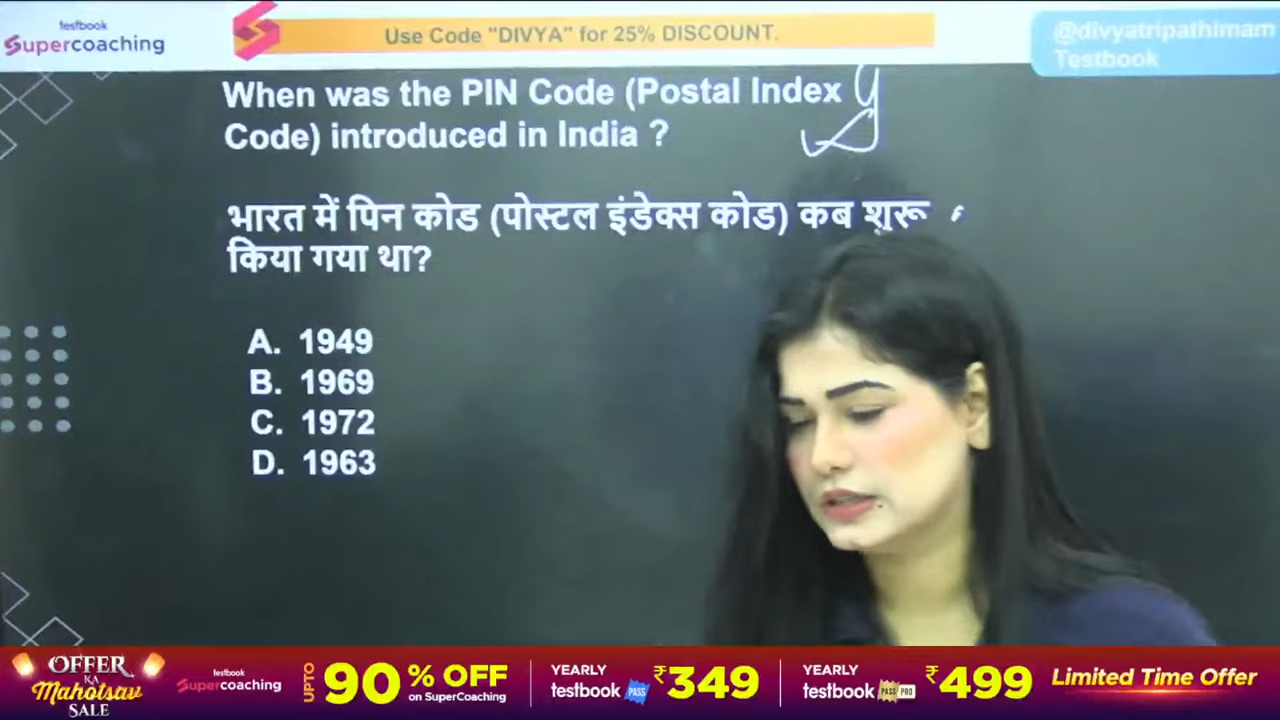 testbook
Supercoaching
Use Code "DIVYA" for 25% DISCOUNT.
@divyatripathimam
Testbook
When was the PIN Code (Postal Index
Code) introduced in India ?
भारत में पिन कोड (पोस्टल इंडेक्स कोड) कब शुरू
किया गया था?
A. 1949
B. 1969
C. 1972
D. 1963
OFFER
KA
Mahotsav
SALE
testbook
Supercoaching
UPTO 90% OFF
on SuperCoaching
YEARLY
testbook PASS
₹349
YEARLY
testbook PASS PRO
₹499
Limited Time Offer